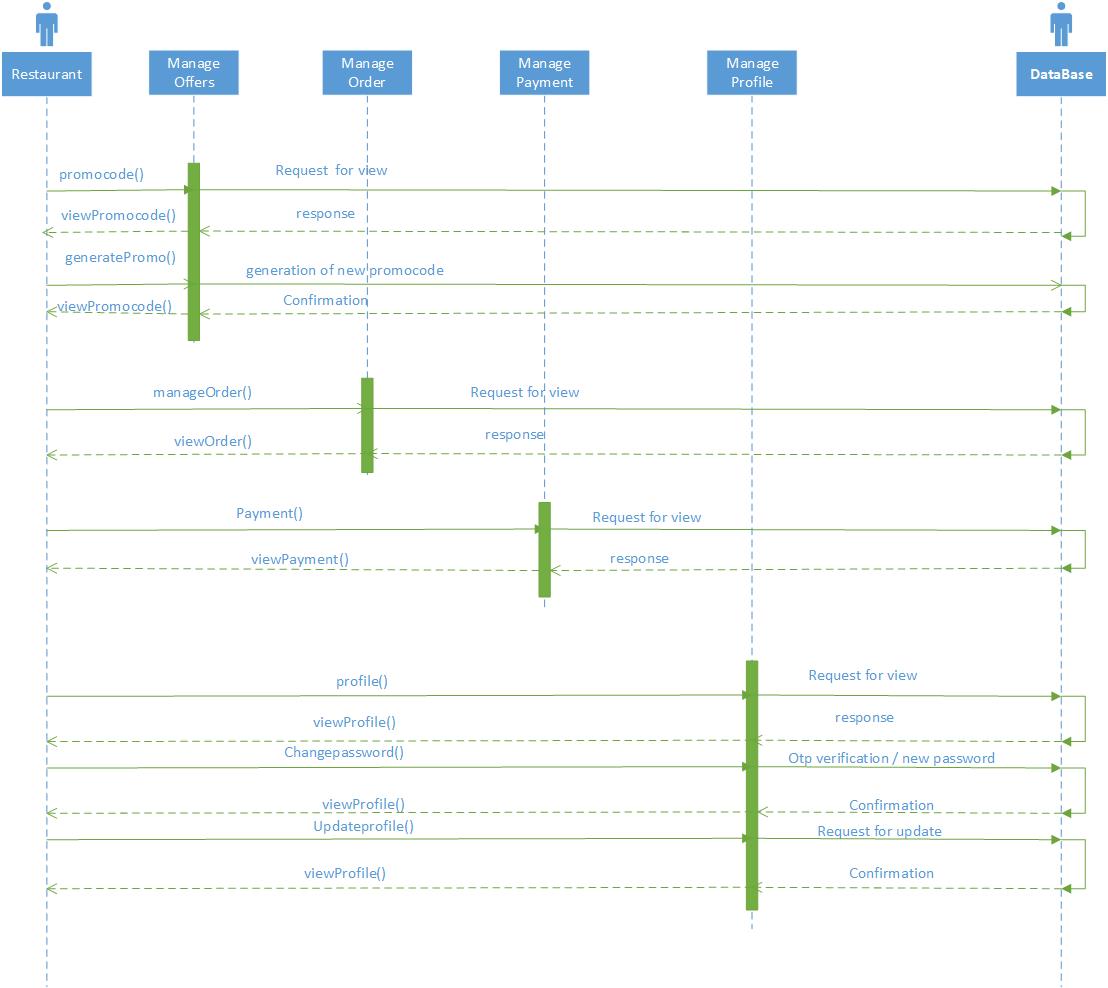 Restaurant
Manage
Offers
Manage
Order
Manage
Payment
Manage
Profile
DataBase
promocode()
Request for view
viewPromocode()
response
generatePromo()
generation of new promocode
viewPromocode()
Confirmation
manageOrder()
Request for view
viewOrder()
response
Payment()
Request for view
viewPayment()
response
profile()
Request for view
viewProfile()
response
Changepassword()
Otp verification / new password
viewProfile()
Confirmation
Updateprofile()
Request for update
viewProfile()
Confirmation